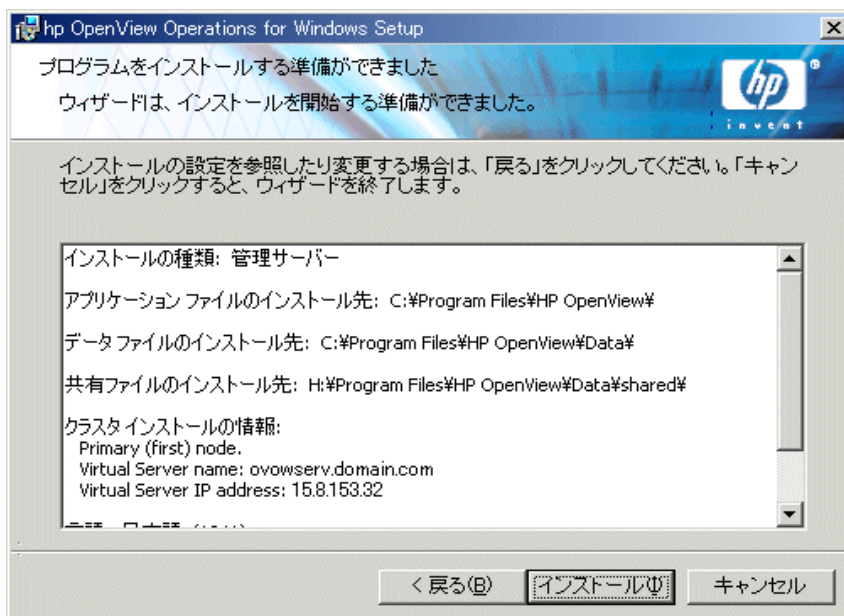 hp OpenView Operations for Windows Setup
プログラムをインストールする準備ができました
ウィザードは、インストールを開始する準備ができました。
hp
invent
インストールの設定を参照したり変更する場合は、「戻る」をクリックしてください。「キャン
セル」をクリックすると、ウィザードを終了します。
インストールの種類: 管理サーバー
アプリケーション ファイルのインストール先: C:¥Program Files¥HP OpenView¥
データ ファイルのインストール先: C:¥Program Files¥HP OpenView¥Data¥
共有ファイルのインストール先: H:¥Program Files¥HP OpenView¥Data¥shared¥
クラスタ インストールの情報:
Primary (first) node.
Virtual Server name: ovowserv.domain.com
Virtual Server IP address: 15.8.153.32
< 戻る(B)
インストール(I)
キャンセル